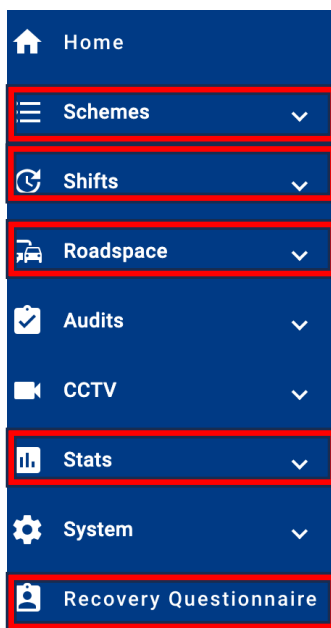 Home
Schemes
Shifts
Roadspace
Audits
CCTV
Stats
System
Recovery Questionnaire